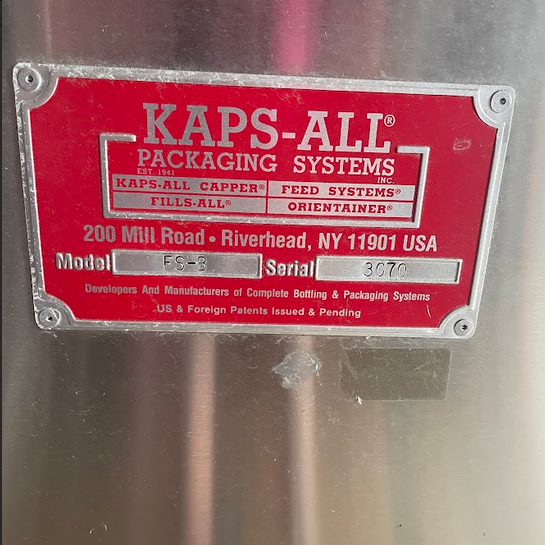 KAPS-ALL®
PACKAGING SYSTEMS
EST. 1941 INC.
KAPS-ALL CAPPER® FEED SYSTEMS®
FILLS-ALL® ORIENTAINER®
200 Mill Road • Riverhead, NY 11901 USA
Model FS-3 Serial 3070
Developers And Manufacturers of Complete Bottling & Packaging Systems
US & Foreign Patents Issued & Pending